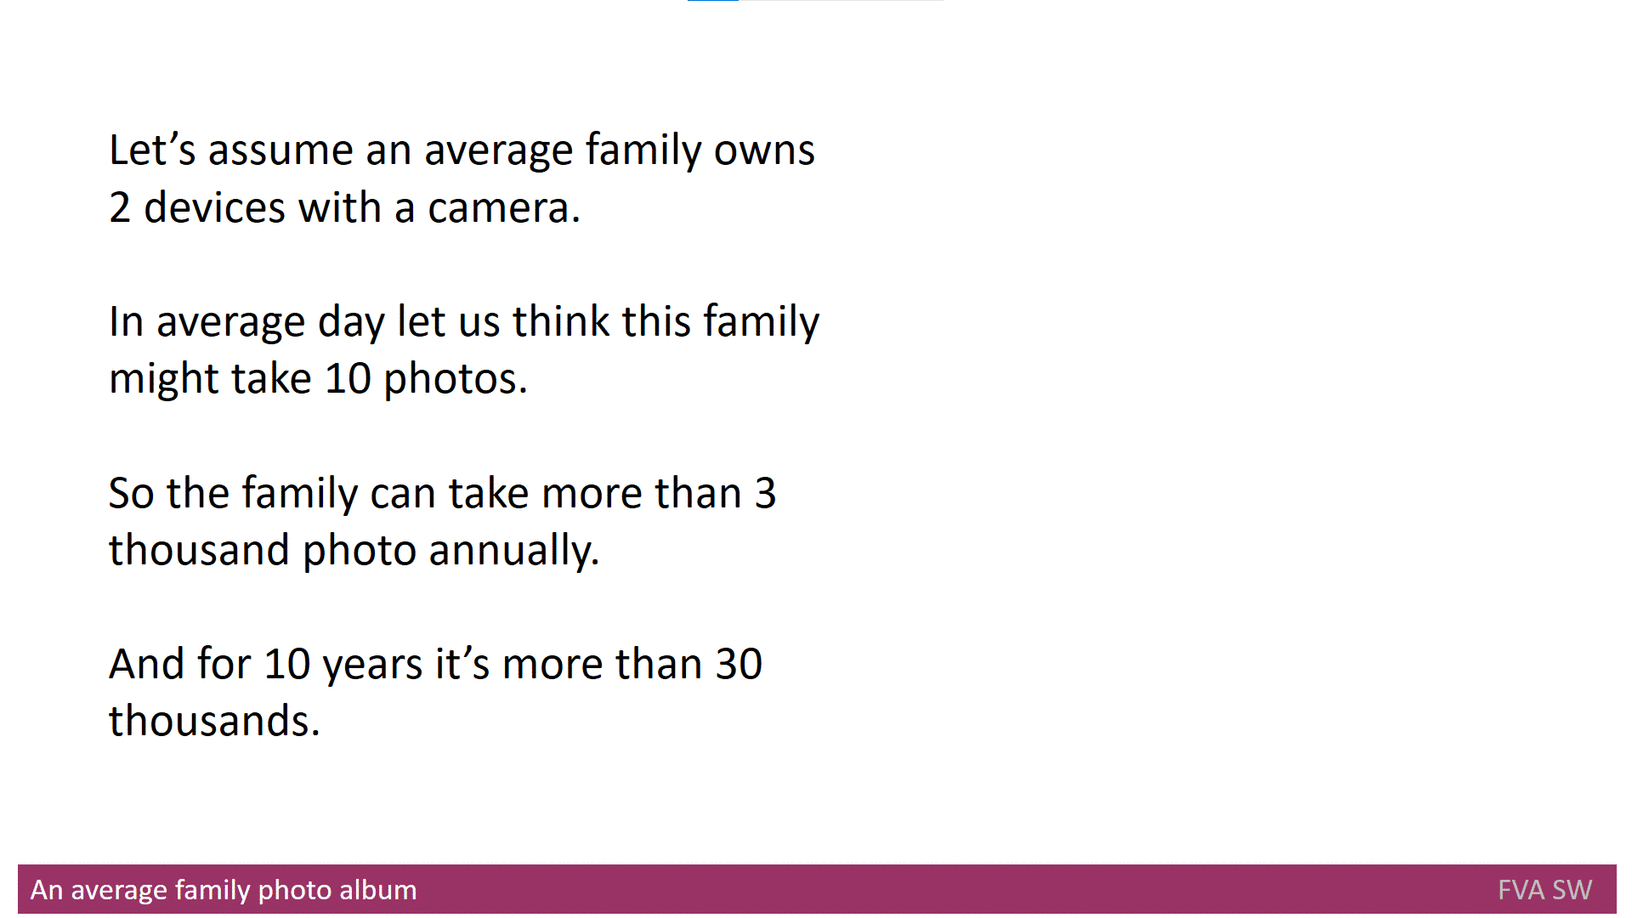 Let’s assume an average family owns
2 devices with a camera.
In average day let us think this family
might take 10 photos.
So the family can take more than 3
thousand photo annually.
And for 10 years it’s more than 30
thousands.
An average family photo album
FVA SW